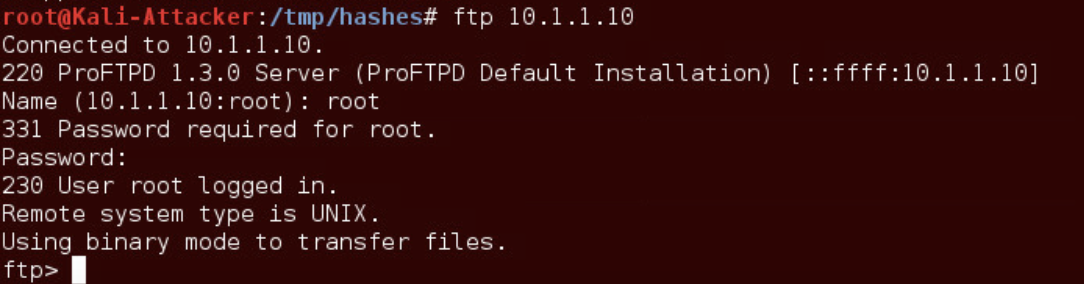 root@Kali-Attacker:/tmp/hashes# ftp 10.1.1.10
Connected to 10.1.1.10.
220 ProFTPD 1.3.0 Server (ProFTPD Default Installation) [::ffff:10.1.1.10]
Name (10.1.1.10:root): root
331 Password required for root.
Password:
230 User root logged in.
Remote system type is UNIX.
Using binary mode to transfer files.
ftp>